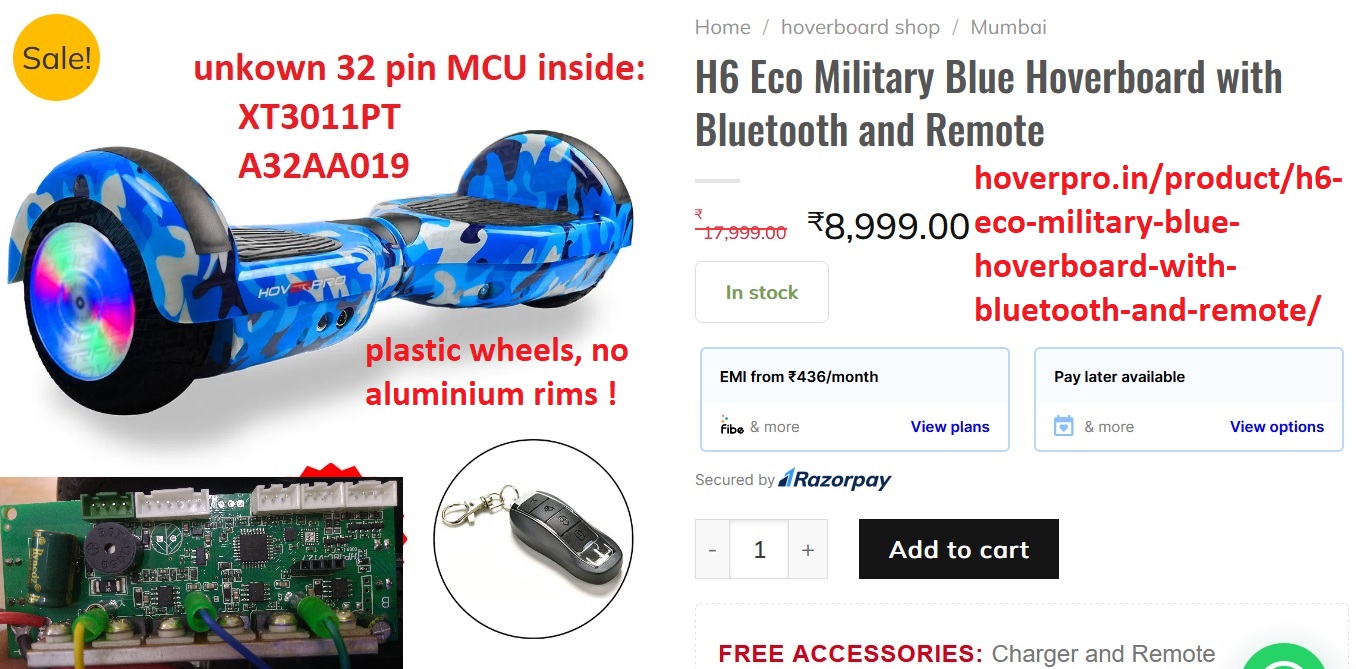 Sale!
unkown 32 pin MCU inside:
XT3011PT
A32AA019
HOVERPRO
plastic wheels, no
aluminium rims !
Home / hoverboard shop / Mumbai
H6 Eco Military Blue Hoverboard with
Bluetooth and Remote
hoverpro.in/product/h6-
eco-military-blue-
hoverboard-with-
bluetooth-and-remote/
₹17,999.00 ₹8,999.00
In stock
EMI from ₹436/month
fibe & more View plans
Pay later available
& more View options
Secured by Razorpay
- 1 + Add to cart
FREE ACCESSORIES: Charger and Remote